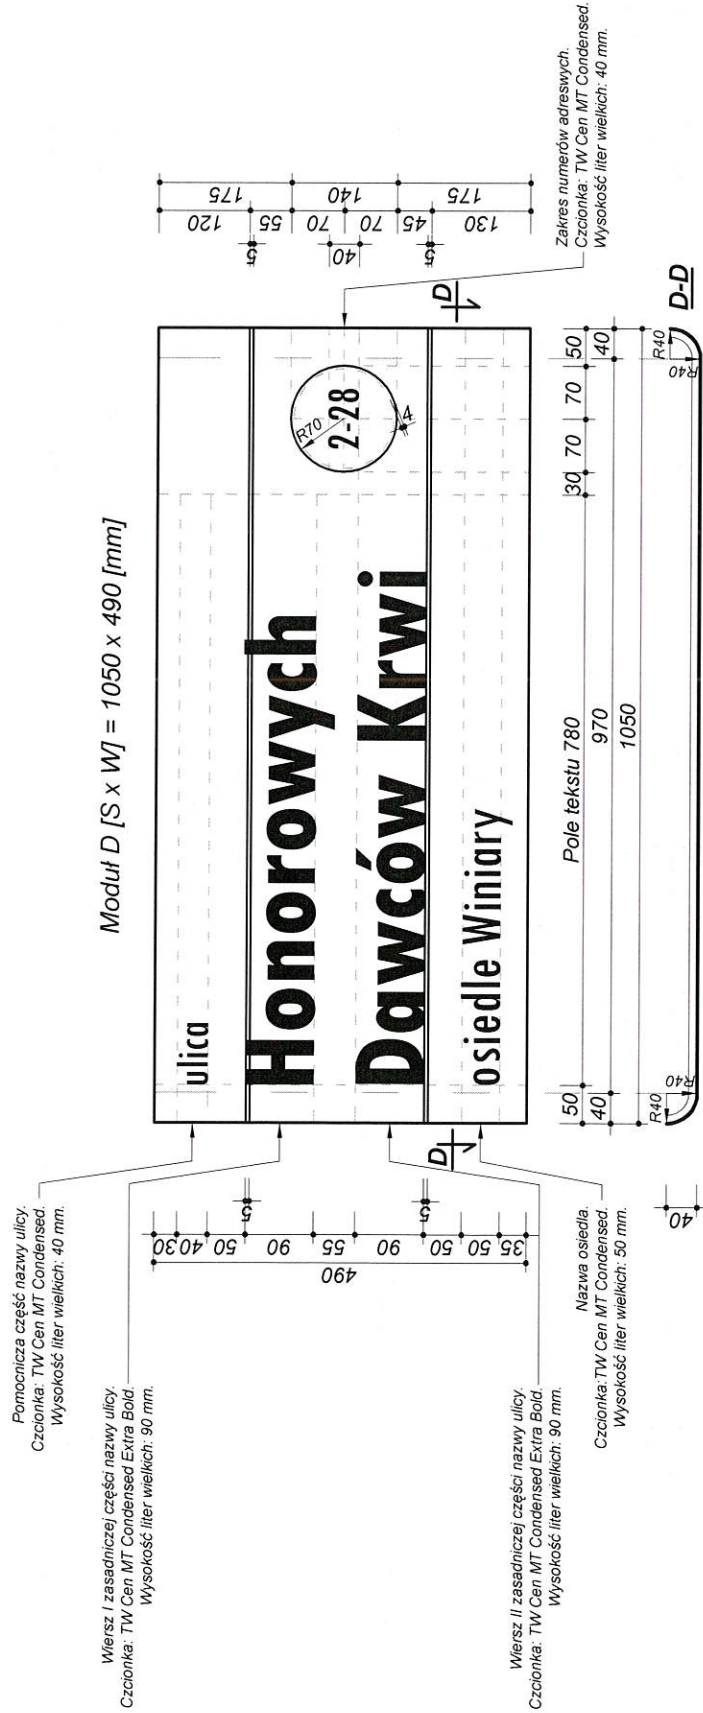 Moduł D [S x W] = 1050 x 490 [mm]
Pomocnicza część nazwy ulicy.
Czcionka: TW Cen MT Condensed.
Wysokość liter wielkich: 40 mm.
Wiersz I zasadniczej części nazwy ulicy.
Czcionka: TW Cen MT Condensed Extra Bold.
Wysokość liter wielkich: 90 mm.
Wiersz II zasadniczej części nazwy ulicy.
Czcionka: TW Cen MT Condensed Extra Bold.
Wysokość liter wielkich: 90 mm.
Nazwa osiedla.
Czcionka:TW Cen MT Condensed.
Wysokość liter wielkich: 50 mm.
30
40
50
90
55
90
50
50
35
490
5
5
ulica
Honorowych
Dawców Krwi
osiedle Winiary
R70
2-28
4
D
D
120
55
70
70
45
130
175
140
175
5
40
5
Zakres numerów adreswych.
Czcionka: TW Cen MT Condensed.
Wysokość liter wielkich: 40 mm.
50 Pole tekstu 780 30 70 70 50
40 970 40
1050
D-D
40
R40
R40
R40
R40